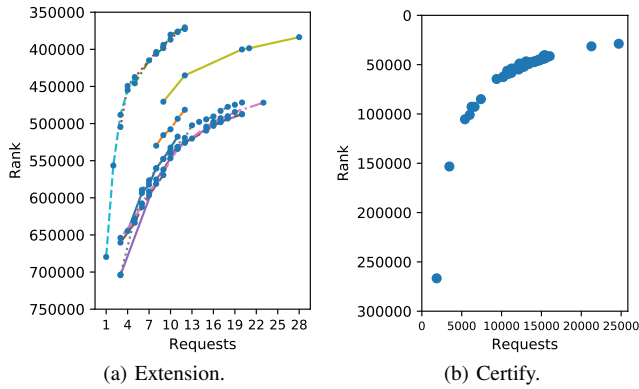 350000
400000
450000
500000
550000
600000
650000
700000
750000
Rank
1 4 7 10 13 16 19 22 25 28
Requests
(a) Extension.
0
50000
100000
150000
200000
250000
300000
Rank
0 5000 10000 15000 20000 25000
Requests
(b) Certify.